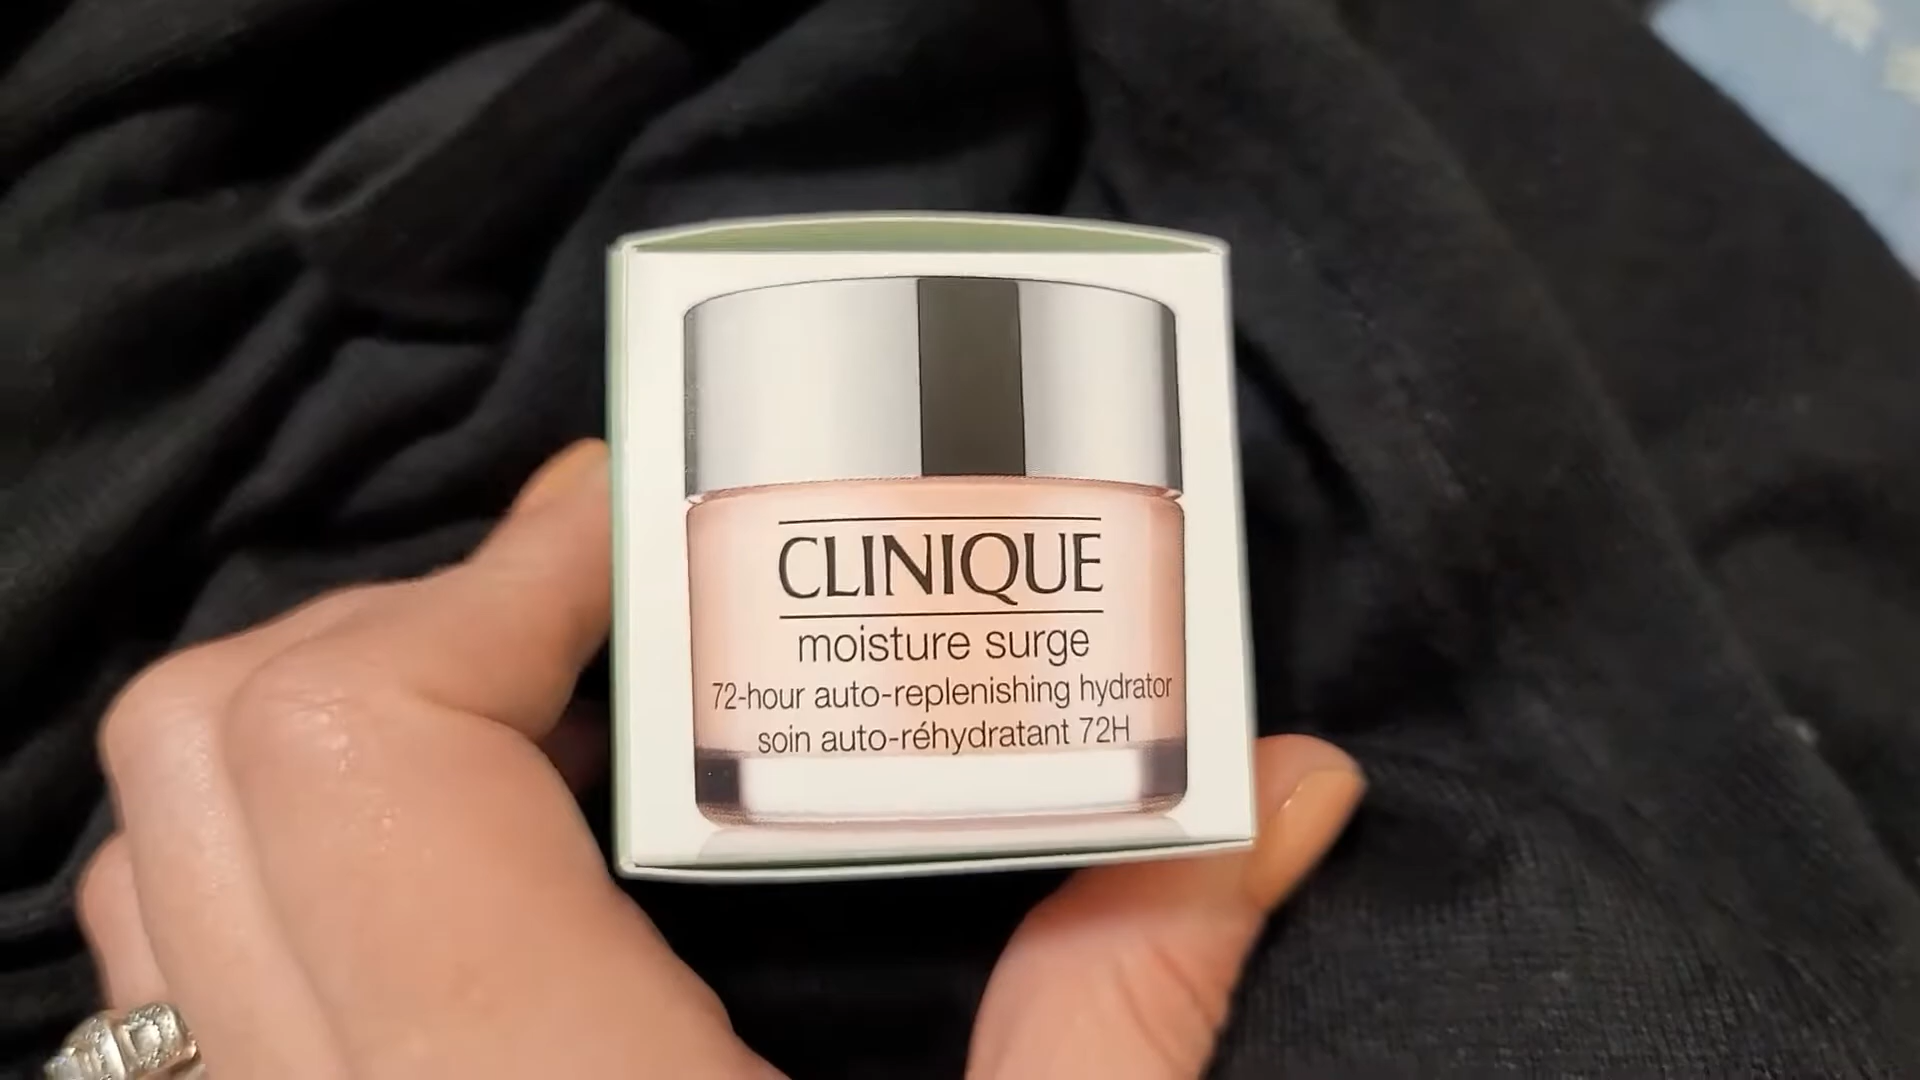 CLINIQUE
moisture surge
72-hour auto-replenishing hydrator
soin auto-réhydratant 72H